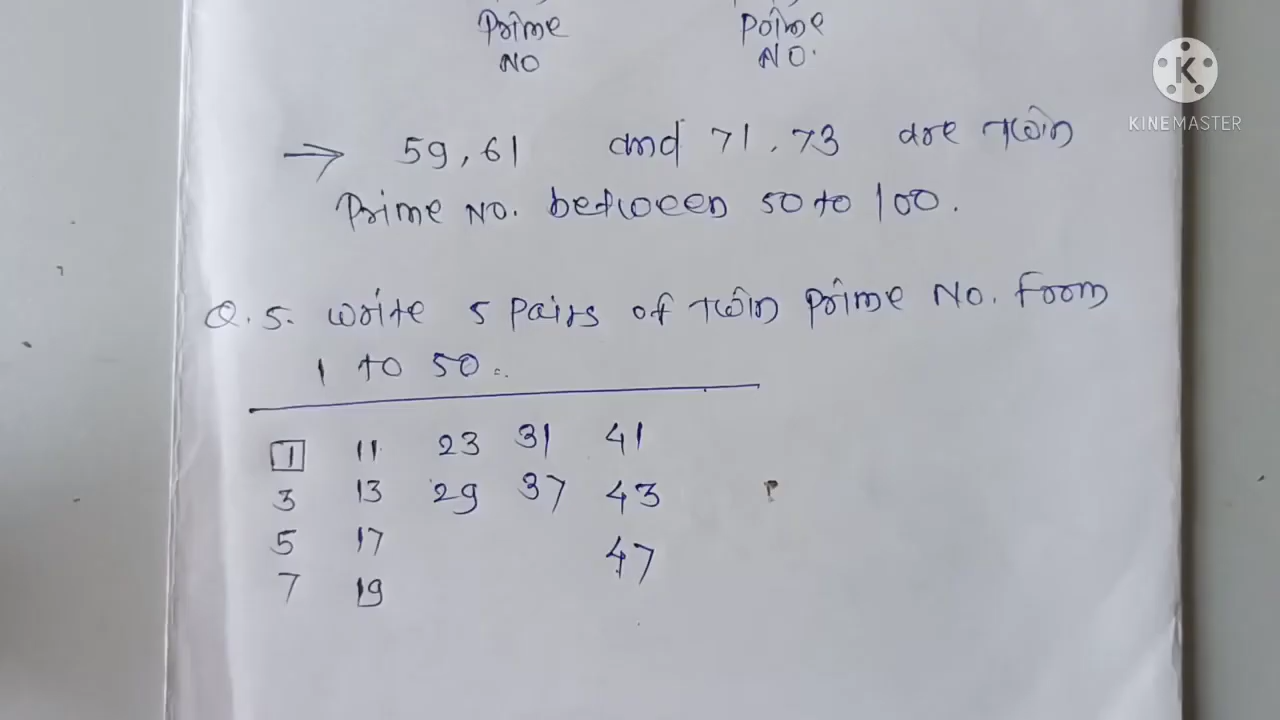 Prime Prime
NO NO.
K
KINEMASTER
→ 59, 61 and 71, 73 are twin
Prime NO. between 50 to 100.
Q. 5. write 5 pairs of twin prime NO. from
1 to 50.
1 11 23 31 41
3 13 29 37 43
5 17 47
7 19